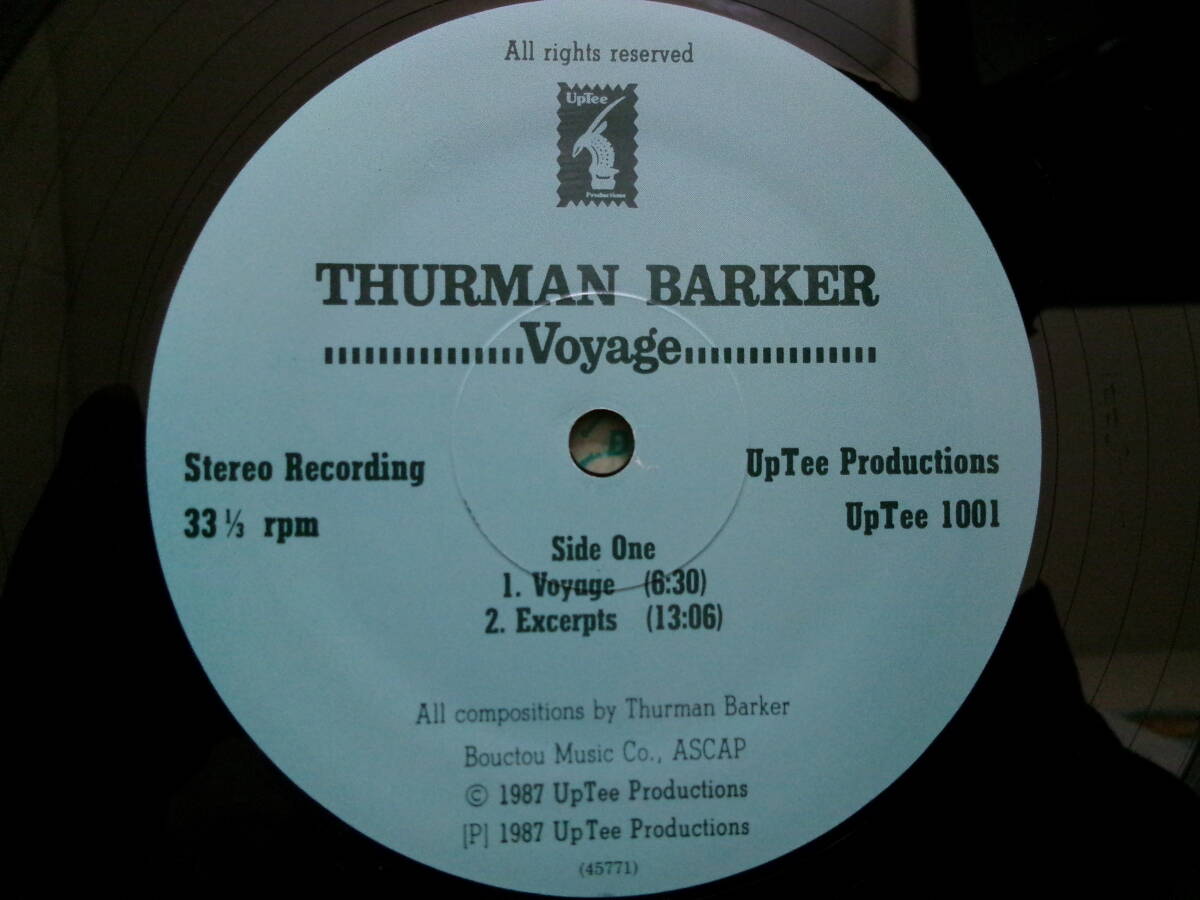 All rights reserved
UpTee
Productions
THURMAN BARKER
Voyage
Stereo Recording
33 ⅓ rpm
UpTee Productions
UpTee 1001
Side One
1. Voyage (6:30)
2. Excerpts (13:06)
All compositions by Thurman Barker
Bouctou Music Co., ASCAP
© 1987 UpTee Productions
[P] 1987 UpTee Productions
(45771)